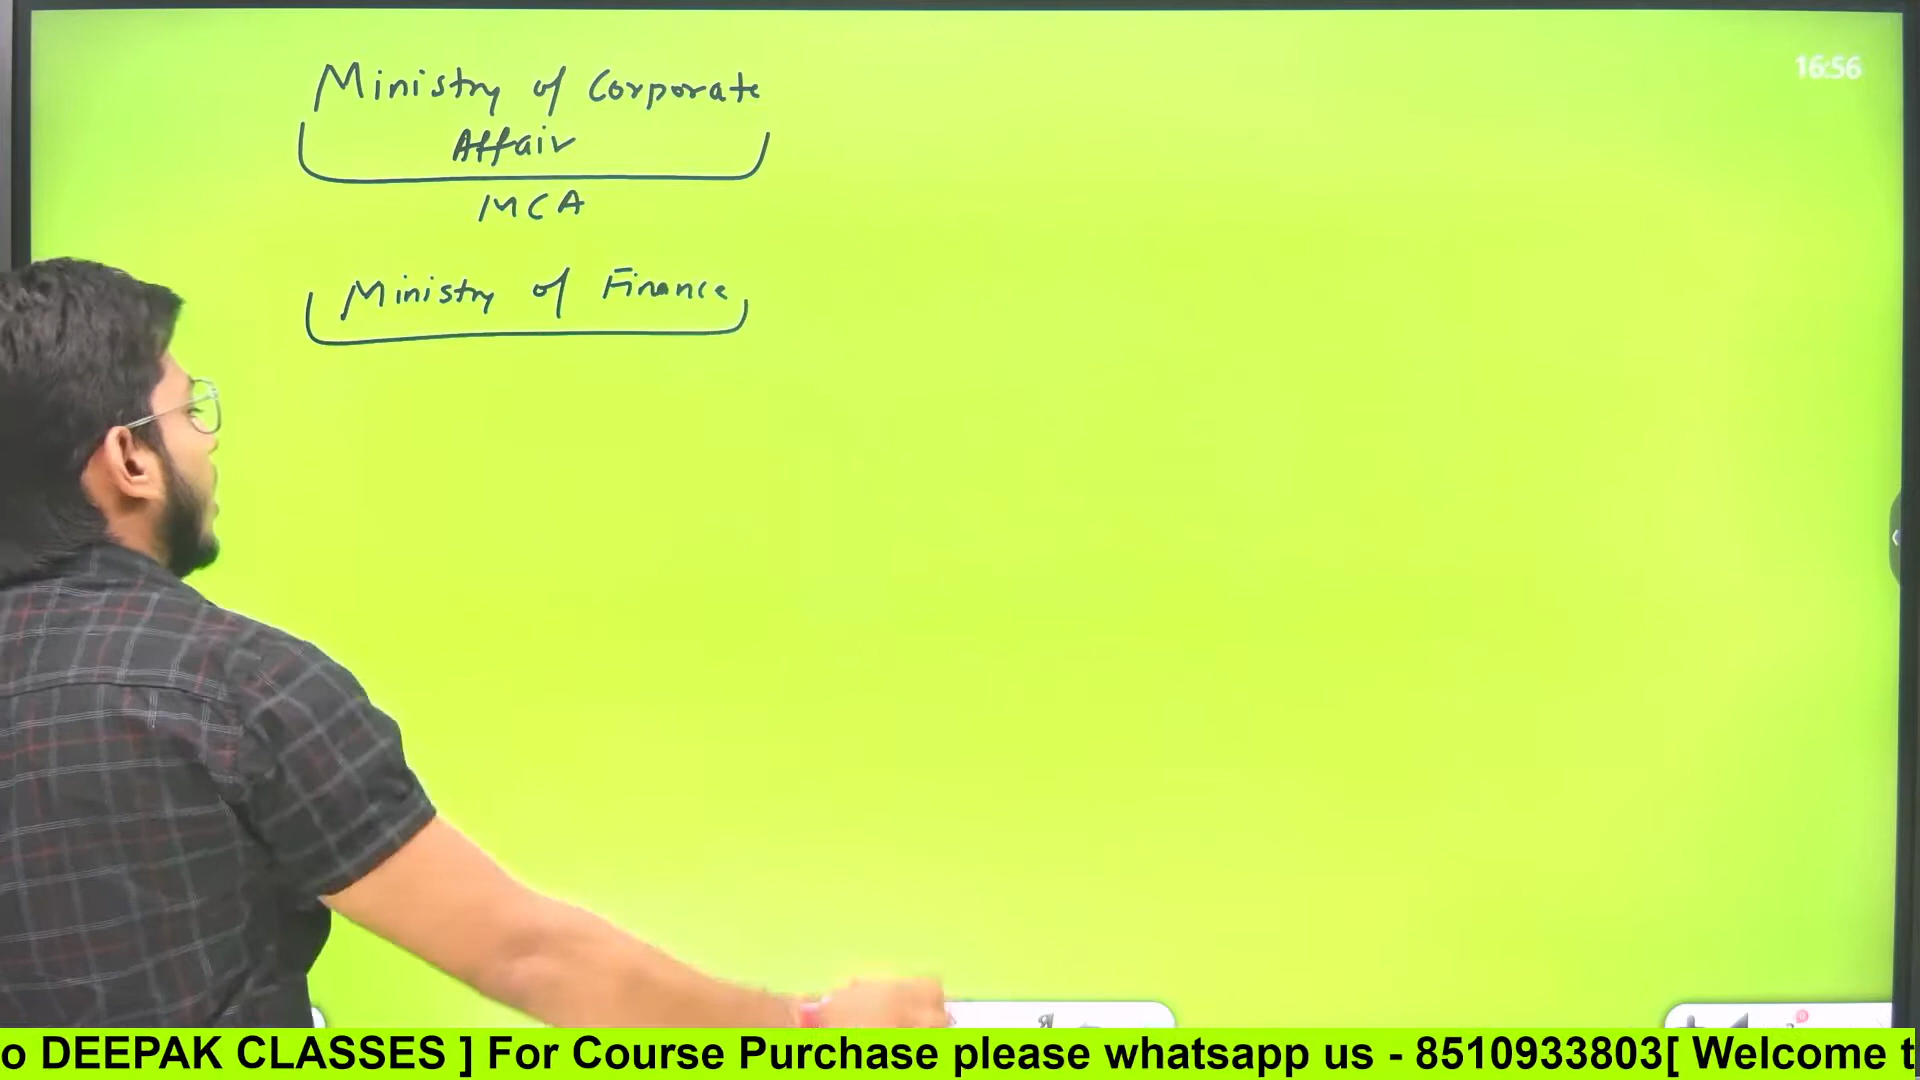 Ministry of Corporate
Affair
MCA
Ministry of Finance
16:56
o DEEPAK CLASSES ] For Course Purchase please whatsapp us - 8510933803[ Welcome t